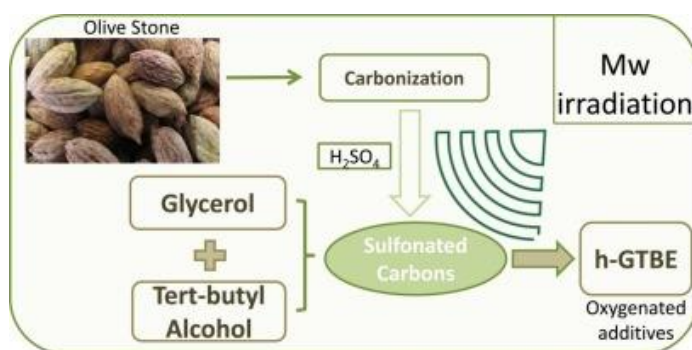 Olive Stone
Carbonization
Mw
irradiation
H₂SO₄
Glycerol
Tert-butyl
Alcohol
Sulfonated
Carbons
h-GTBE
Oxygenated
additives